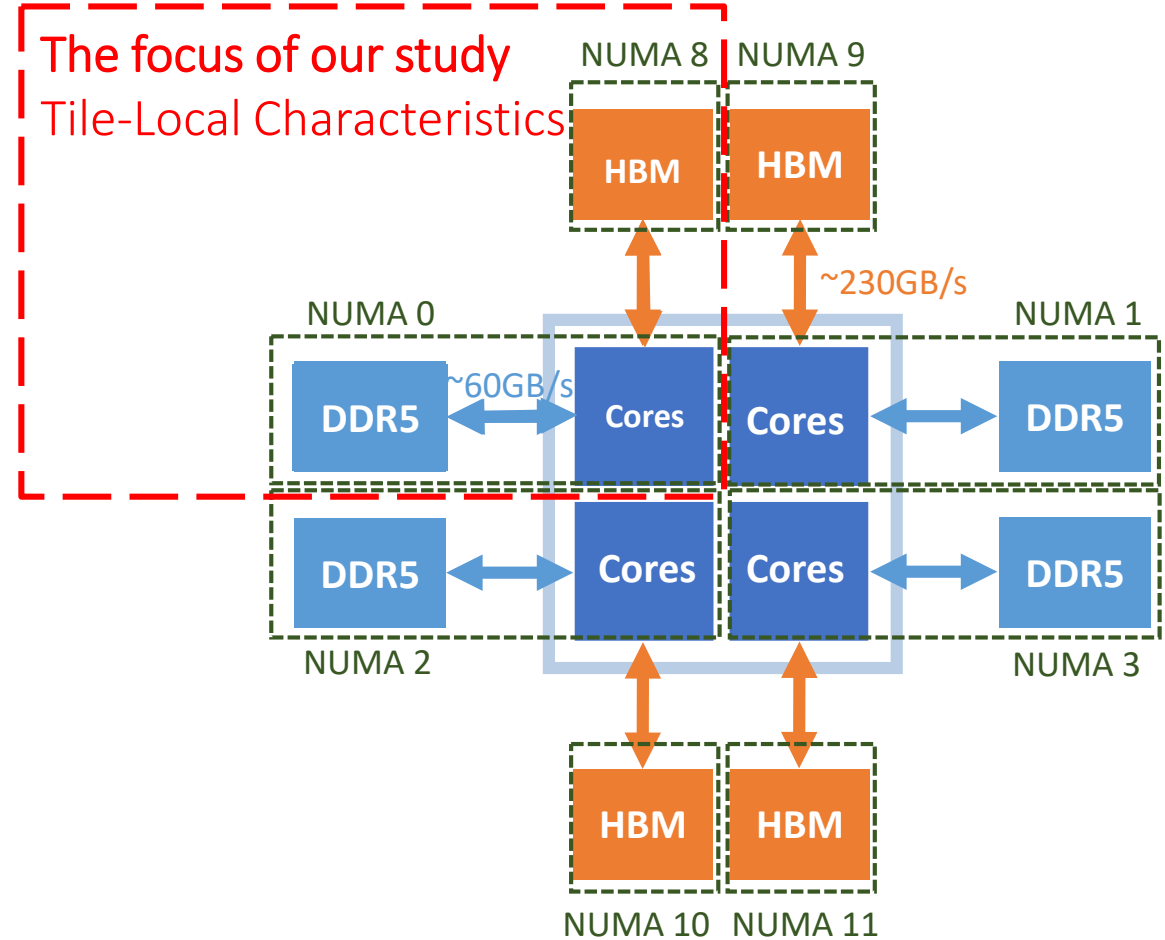 The focus of our study
Tile-Local Characteristics
NUMA 8
NUMA 9
HBM
HBM
~230GB/s
NUMA 0
NUMA 1
DDR5
~60GB/s
Cores
Cores
DDR5
DDR5
Cores
Cores
DDR5
NUMA 2
NUMA 3
HBM
HBM
NUMA 10
NUMA 11